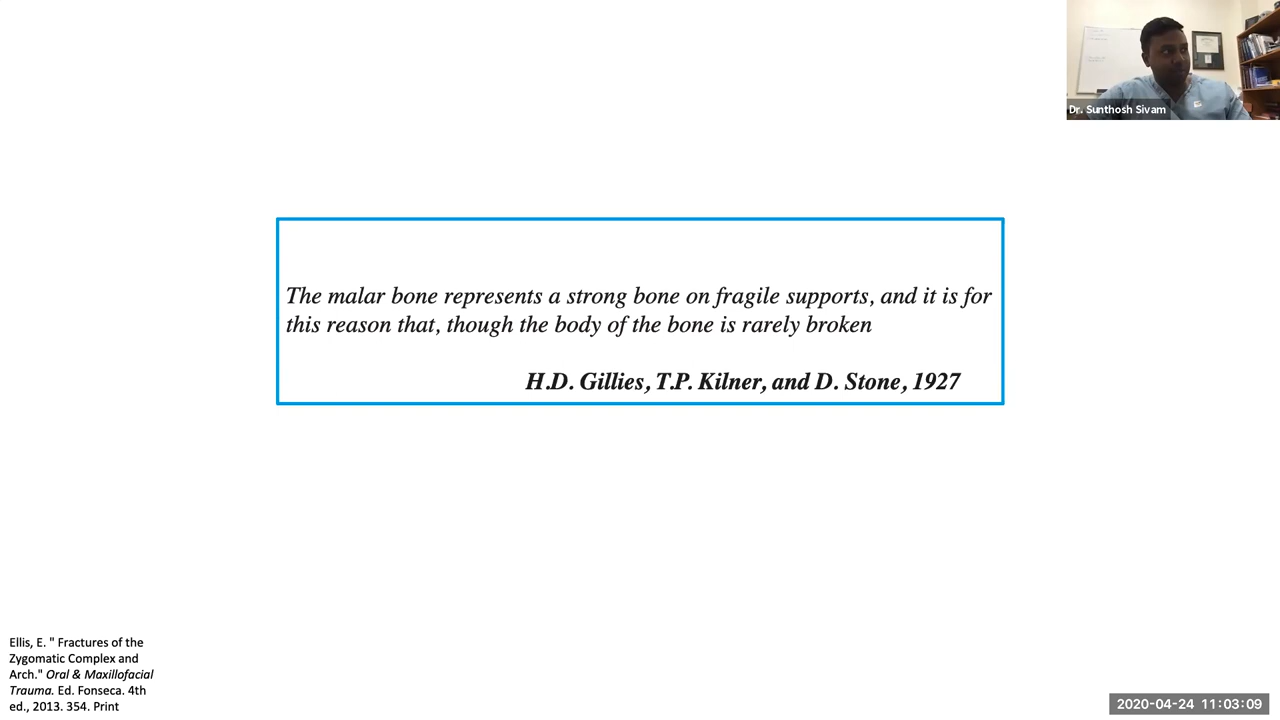 Dr. Sunthosh Sivam
The malar bone represents a strong bone on fragile supports, and it is for
this reason that, though the body of the bone is rarely broken
H.D. Gillies, T.P. Kilner, and D. Stone, 1927
Ellis, E. " Fractures of the
Zygomatic Complex and
Arch." Oral & Maxillofacial
Trauma. Ed. Fonseca. 4th
ed., 2013. 354. Print
2020-04-24 11:03:09